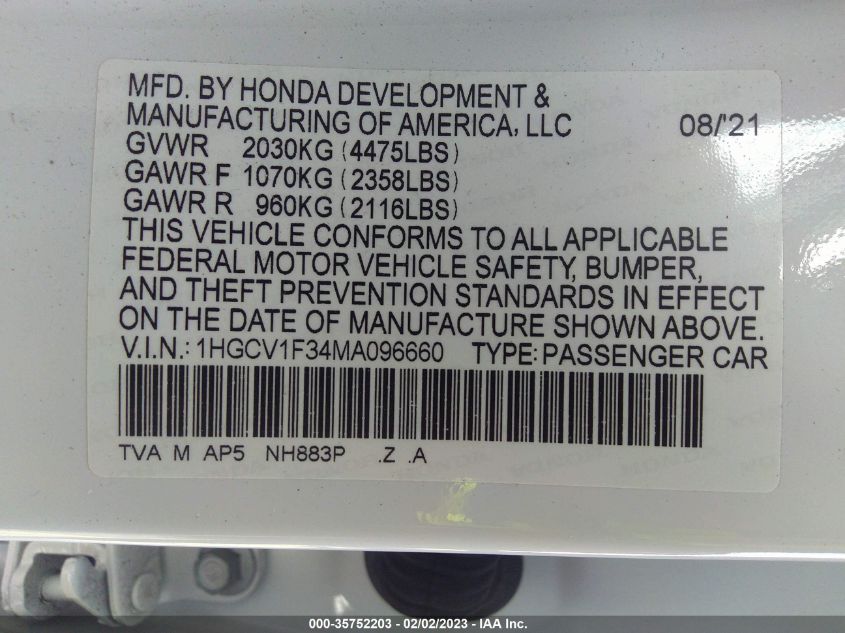 MFD. BY HONDA DEVELOPMENT &
MANUFACTURING OF AMERICA, LLC 08/'21
GVWR 2030KG (4475LBS)
GAWR F 1070KG (2358LBS)
GAWR R 960KG (2116LBS)
THIS VEHICLE CONFORMS TO ALL APPLICABLE
FEDERAL MOTOR VEHICLE SAFETY, BUMPER,
AND THEFT PREVENTION STANDARDS IN EFFECT
ON THE DATE OF MANUFACTURE SHOWN ABOVE.
V.I.N.: 1HGCV1F34MA096660 TYPE: PASSENGER CAR
TVA M AP5 NH883P .Z .A
000-35752203 - 02/02/2023 - IAA Inc.